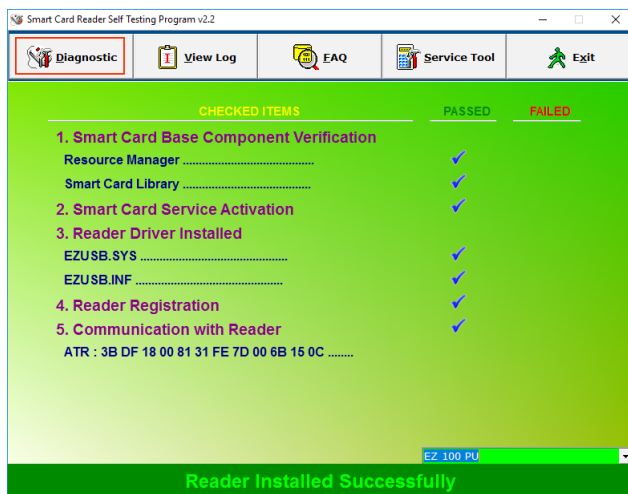 Smart Card Reader Self Testing Program v2.2
Diagnostic View Log FAQ Service Tool Exit
CHECKED ITEMS PASSED FAILED
1. Smart Card Base Component Verification
Resource Manager ......................................
Smart Card Library .....................................
2. Smart Card Service Activation
3. Reader Driver Installed
EZUSB.SYS ...........................................
EZUSB.INF ...........................................
4. Reader Registration
5. Communication with Reader
ATR : 3B DF 18 00 81 31 FE 7D 00 6B 15 0C ........
EZ 100 PU
Reader Installed Successfully